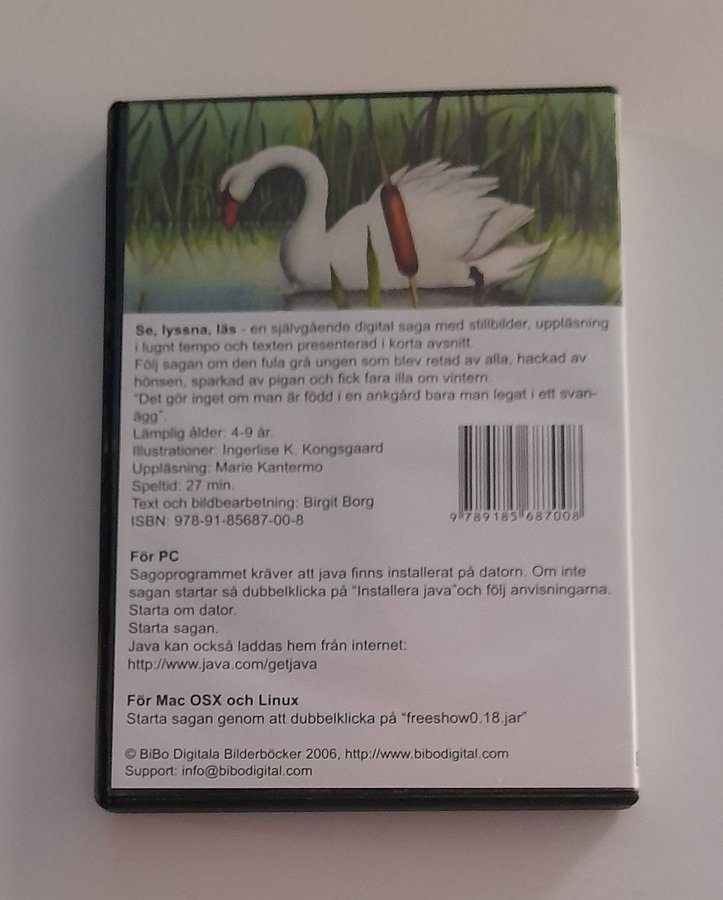 Se, lyssna, läs - en självgående digital saga med stillbilder, uppläsning
i lugnt tempo och texten presenterad i korta avsnitt
Följ sagan om den fula grå ungen som blev retad av alla, hackad av
hönsen, sparkad av pigan och fick fara illa om vintern.
"Det gör inget om man är född i en ankgård bara man legat i ett svan-
ägg".
Lämplig ålder: 4-9 år.
Illustrationer: Ingerlise K. Kongsgaard
Uppläsning: Marie Kantermo
Speltid: 27 min.
Text och bildbearbetning: Birgit Borg
ISBN: 978-91-85687-00-8
9 789185 687008
För PC
Sagoprogrammet kräver att java finns installerat på datorn. Om inte
sagan startar så dubbelklicka på "Installera java"och följ anvisningarna.
Starta om dator.
Starta sagan.
Java kan också laddas hem från internet:
http://www.java.com/getjava
För Mac OSX och Linux
Starta sagan genom att dubbelklicka på "freeshow0.18.jar"
© BiBo Digitala Bilderböcker 2006, http://www.bibodigital.com
Support: info@bibodigital.com